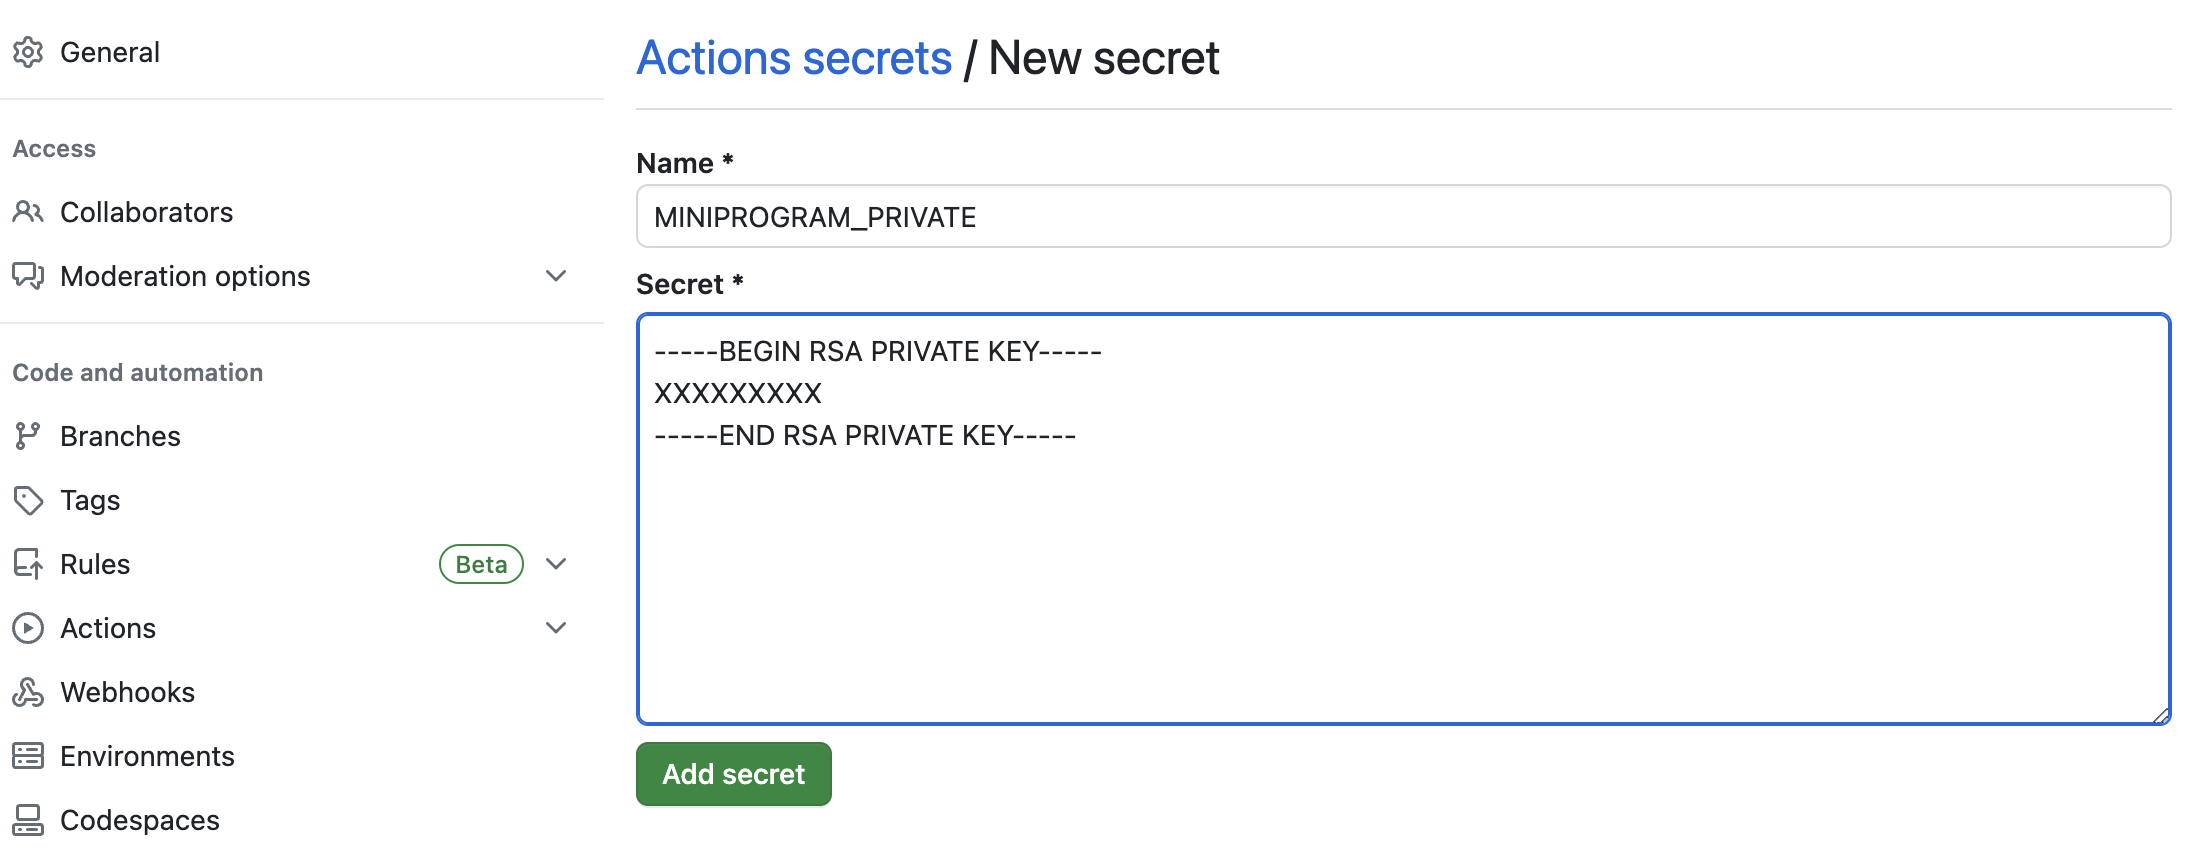 General
Access
Collaborators
Moderation options
Code and automation
Branches
Tags
Rules Beta
Actions
Webhooks
Environments
Codespaces
Actions secrets / New secret
Name *
MINIPROGRAM_PRIVATE
Secret *
-----BEGIN RSA PRIVATE KEY-----
XXXXXXXXX
-----END RSA PRIVATE KEY-----
Add secret